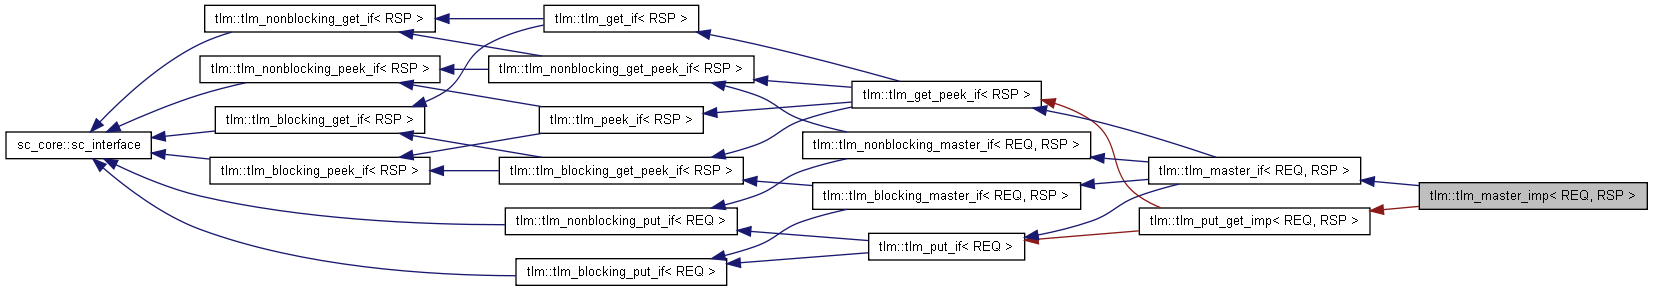 tlm::tlm_nonblocking_get_if< RSP >
tlm::tlm_get_if< RSP >
tlm::tlm_nonblocking_peek_if< RSP >
tlm::tlm_nonblocking_get_peek_if< RSP >
tlm::tlm_get_peek_if< RSP >
tlm::tlm_blocking_get_if< RSP >
tlm::tlm_peek_if< RSP >
sc_core::sc_interface
tlm::tlm_nonblocking_master_if< REQ, RSP >
tlm::tlm_blocking_peek_if< RSP >
tlm::tlm_blocking_get_peek_if< RSP >
tlm::tlm_master_if< REQ, RSP >
tlm::tlm_blocking_master_if< REQ, RSP >
tlm::tlm_master_imp< REQ, RSP >
tlm::tlm_nonblocking_put_if< REQ >
tlm::tlm_put_get_imp< REQ, RSP >
tlm::tlm_put_if< REQ >
tlm::tlm_blocking_put_if< REQ >